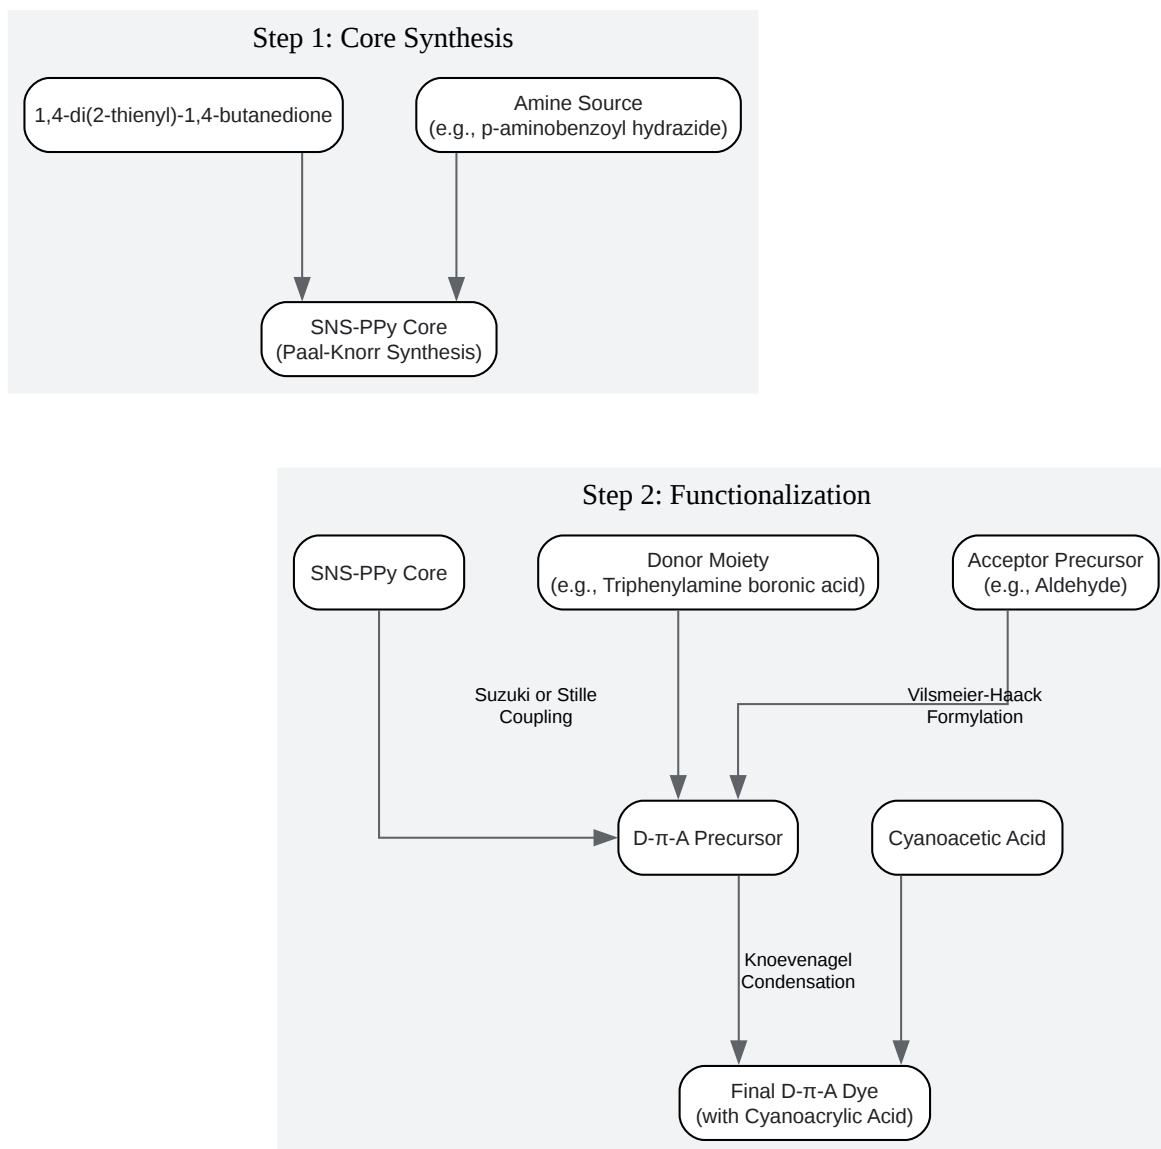 Step 1: Core Synthesis
1,4-di(2-thienyl)-1,4-butanedione
Amine Source
(e.g., p-aminobenzoyl hydrazide)
SNS-PPy Core
(Paal-Knorr Synthesis)
Step 2: Functionalization
SNS-PPy Core
Donor Moiety
(e.g., Triphenylamine boronic acid)
Acceptor Precursor
(e.g., Aldehyde)
Suzuki or Stille
Coupling
Vilsmeier-Haack
Formylation
D-π-A Precursor
Cyanoacetic Acid
Knoevenagel
Condensation
Final D-π-A Dye
(with Cyanoacrylic Acid)